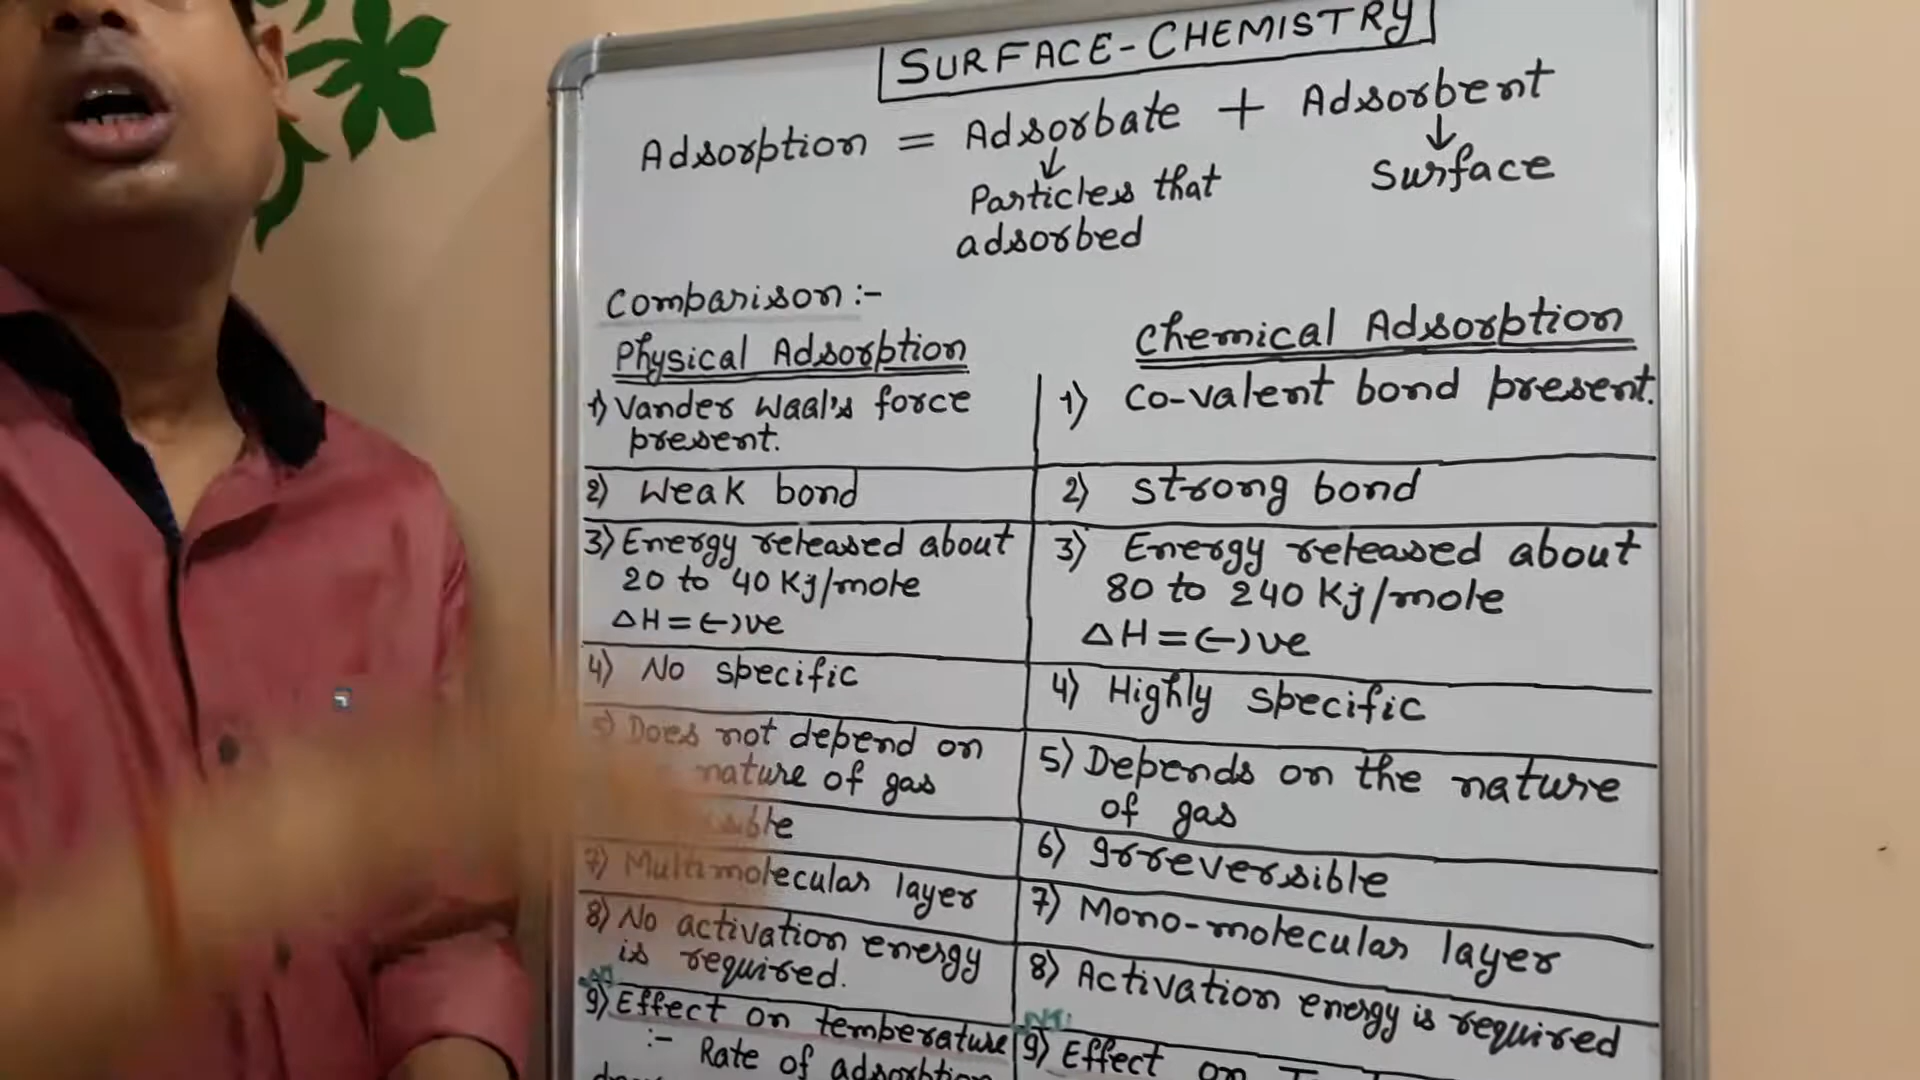 SURFACE-CHEMISTRY
Adsorption = Adsorbate + Adsorbent
↓ ↓
Particles that Surface
adsorbed
Comparison:-
Physical Adsorption
1) Vander Waal's force
present.
2) Weak bond
3) Energy released about
20 to 40 Kj/mole
ΔH = (-)ve
4) No specific
5) Does not depend on
nature of gas
7) Multimolecular layer
8) No activation energy
is required.
9) Effect on temperature
:- Rate of adsorption
Chemical Adsorption
1) Co-valent bond present.
2) strong bond
3) Energy released about
80 to 240 Kj/mole
ΔH = (-)ve
4) Highly specific
5) Depends on the nature
of gas
6) Irreversible
7) Mono-molecular layer
8) Activation energy is required
9) Effect on